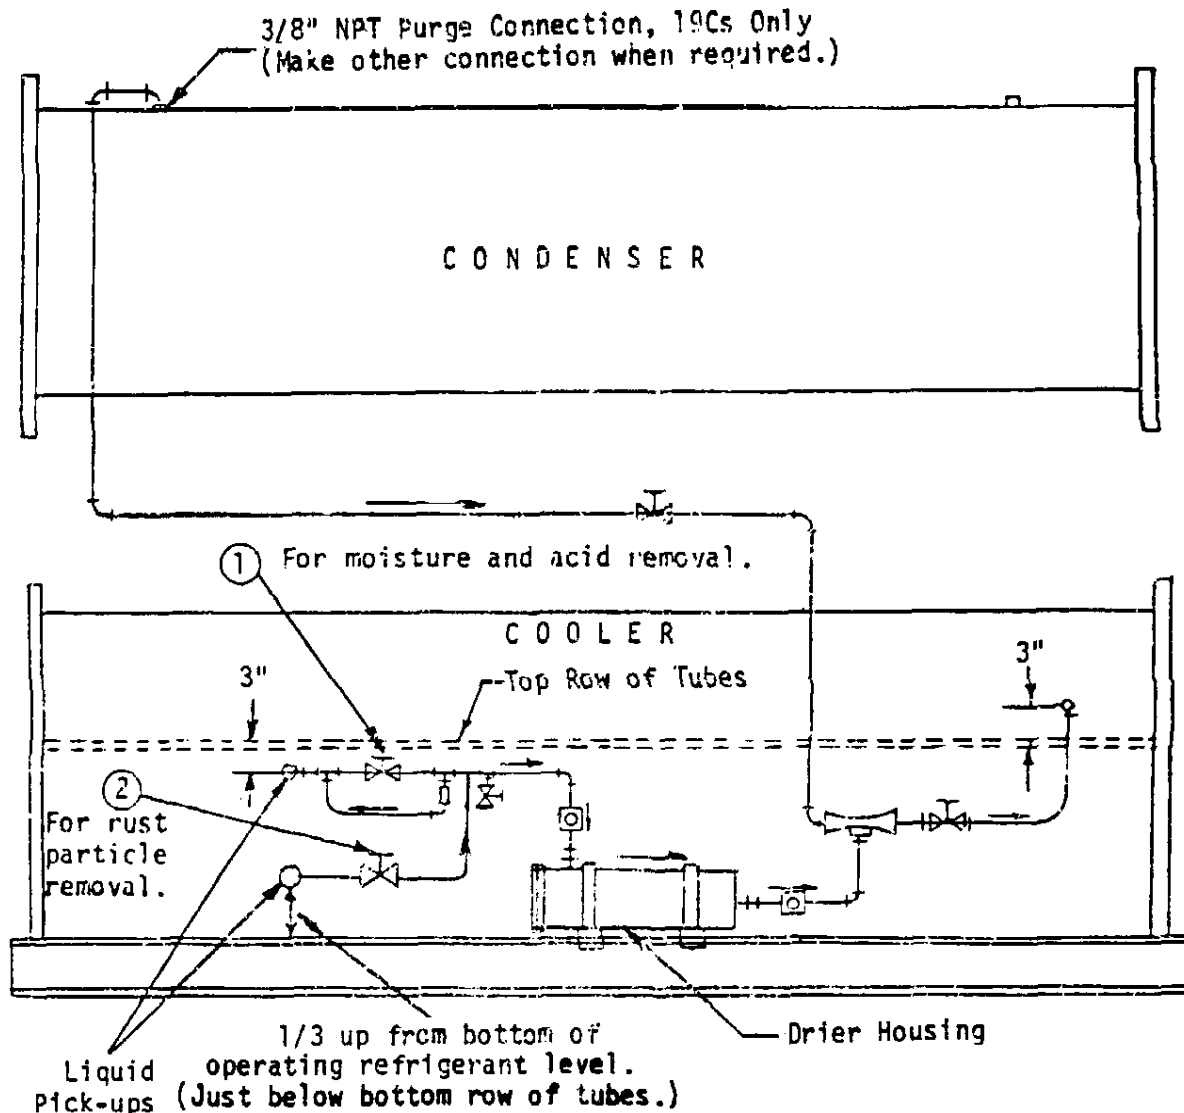 3/8" NPT Purge Connection, 19Cs Only
(Make other connection when required.)
CONDENSER
1 For moisture and acid removal.
COOLER
3"
Top Row of Tubes
3"
2
For rust
particle
removal.
1/3 up from bottom of
operating refrigerant level.
(Just below bottom row of tubes.)
Liquid
Pick-ups
Drier Housing